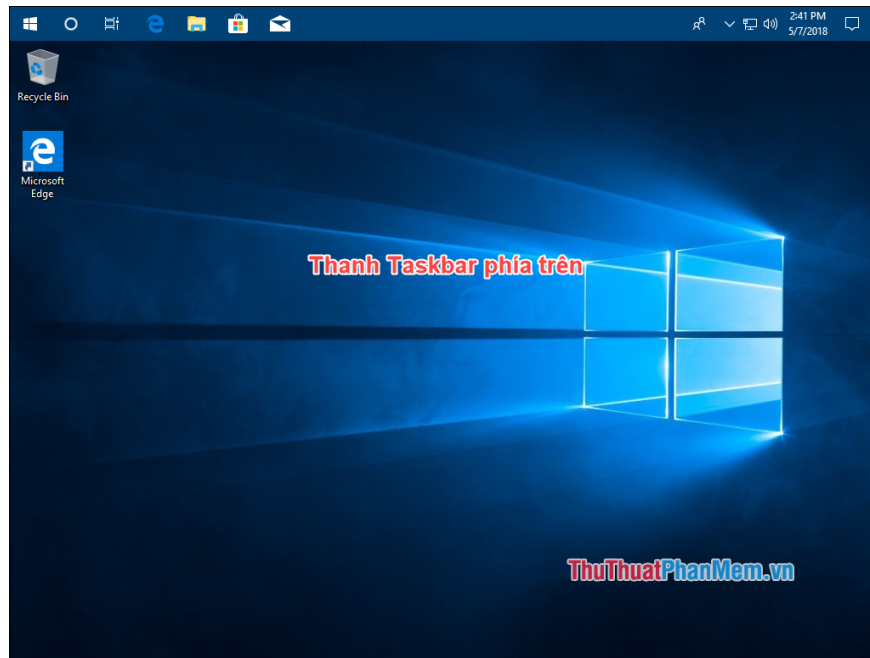 2:41 PM
5/7/2018
Recycle Bin
Microsoft
Edge
Thanh Taskbar phía trên
ThuThuatPhanMem.vn